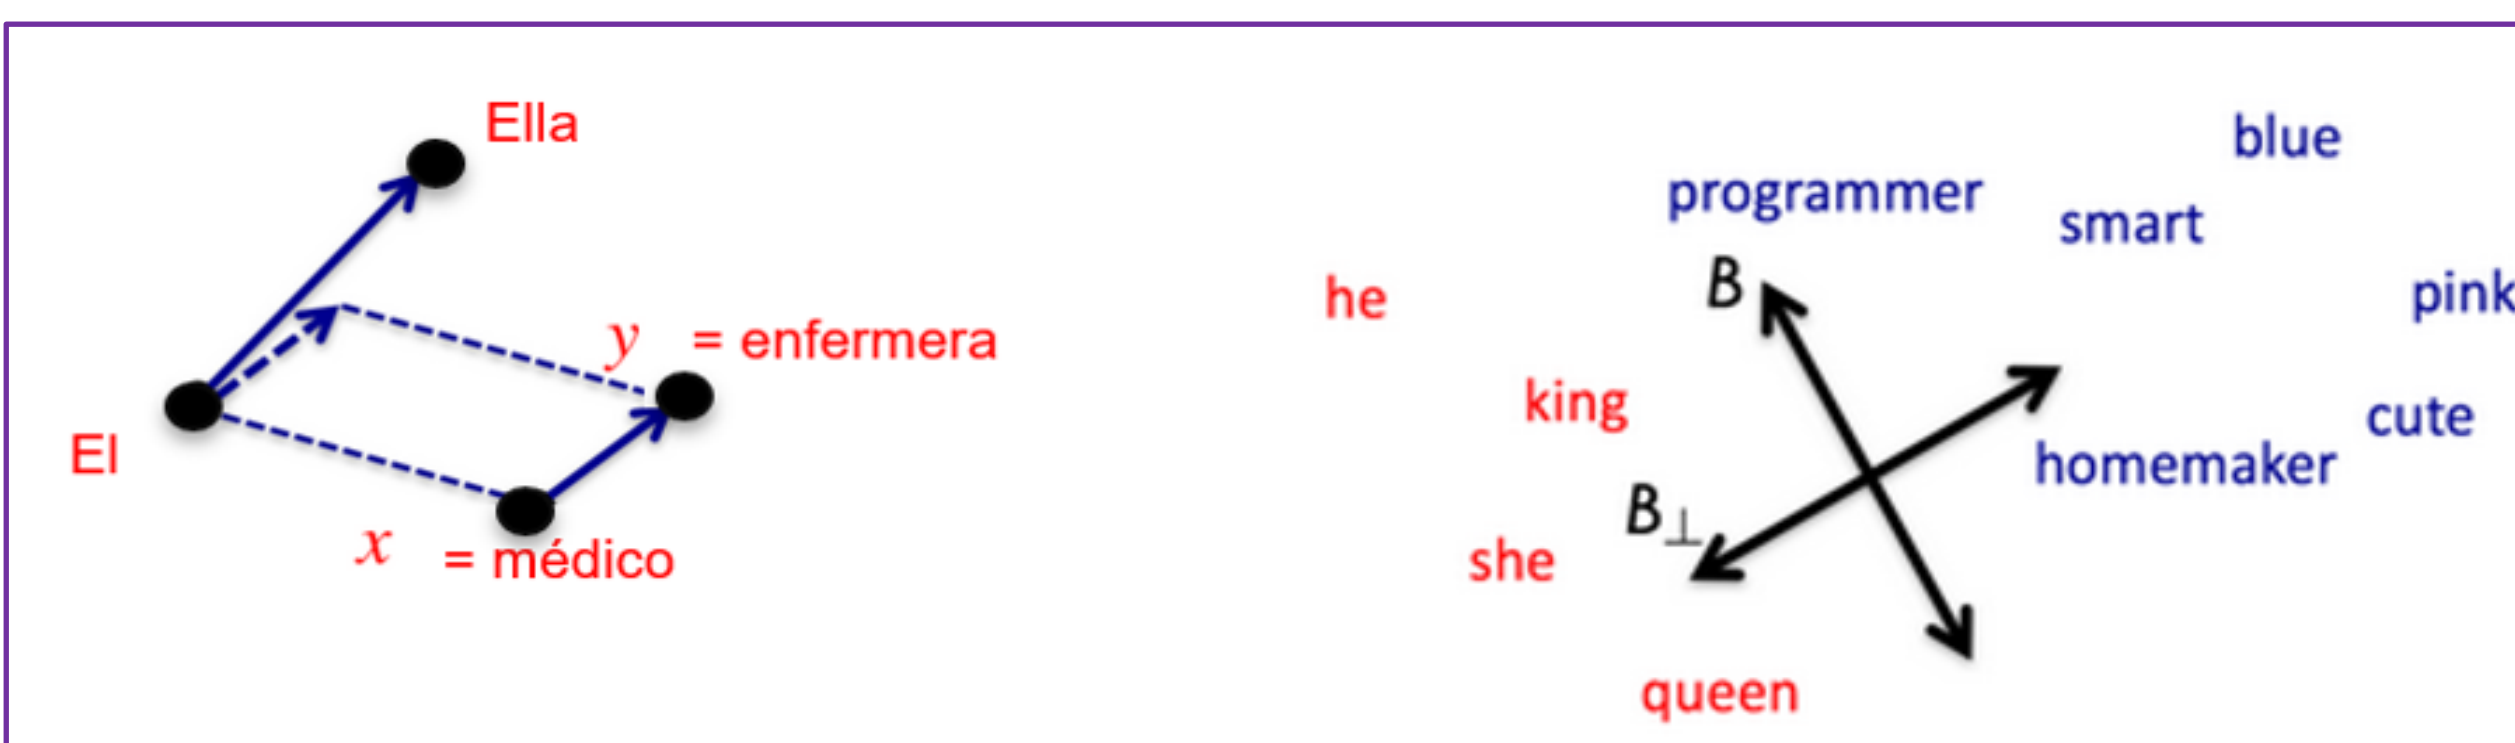 Ella
El
y = enfermera
x = médico
blue
programmer
smart
B
he
pink
king
cute
homemaker
B⊥
she
queen